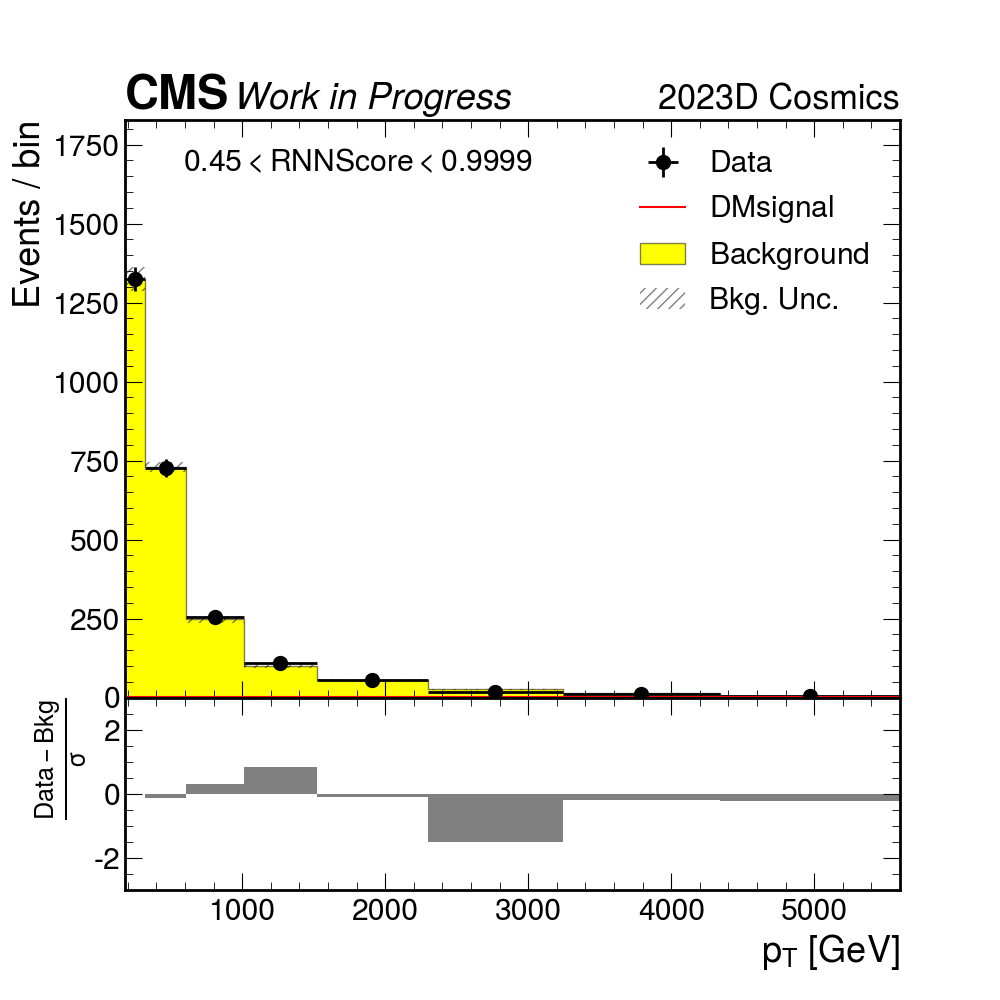 CMS Work in Progress
2023D Cosmics
Events / bin
0.45 < RNNScore < 0.9999
Data
DMsignal
Background
Bkg. Unc.
1750
1500
1250
1000
750
500
250
0
Data – Bkg
σ
2
0
-2
1000 2000 3000 4000 5000
pT [GeV]